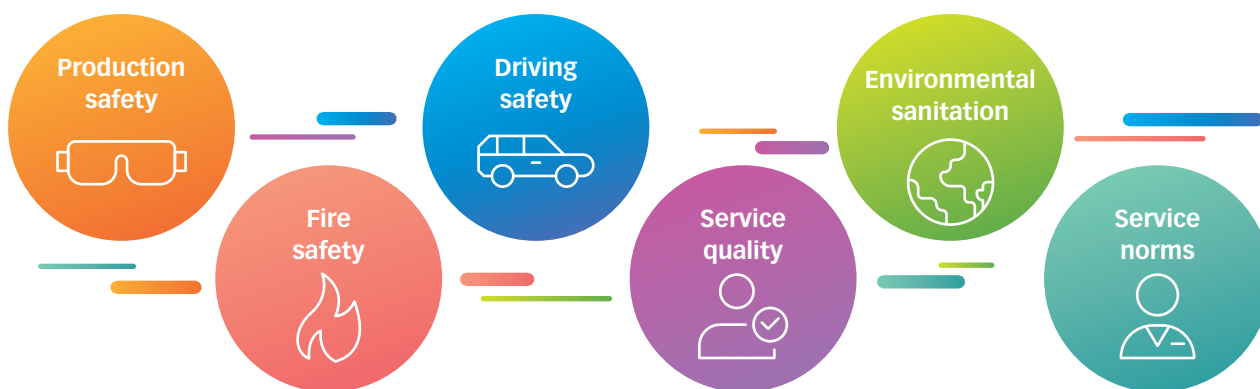 Production
safety
Fire
safety
Driving
safety
Service
quality
Environmental
sanitation
Service
norms